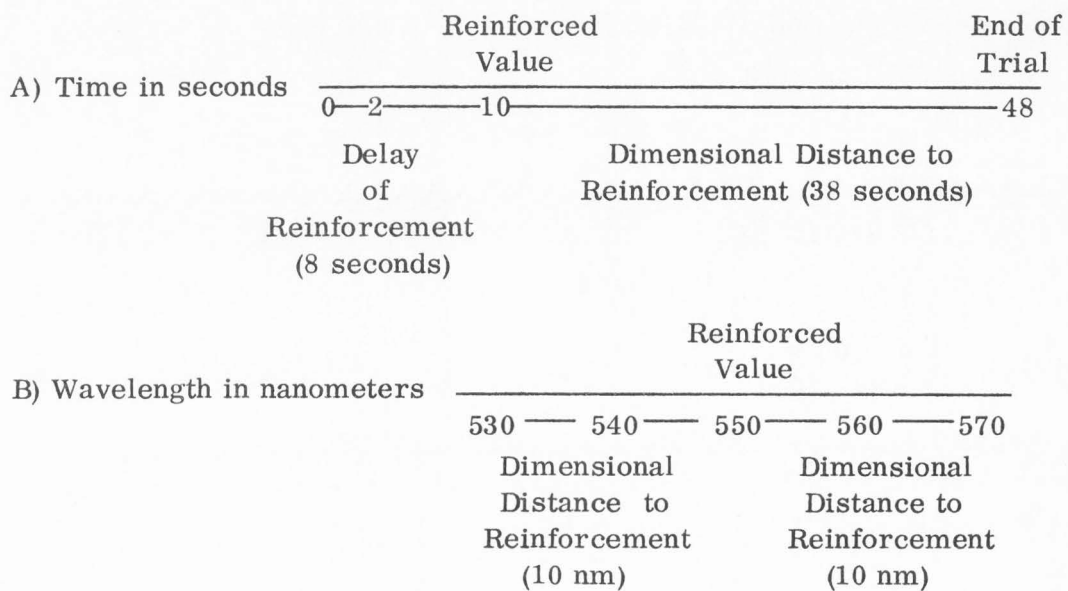 Reinforced End of
Value Trial
A) Time in seconds
0—2———10————————48
Delay Dimensional Distance to
of Reinforcement (38 seconds)
Reinforcement
(8 seconds)
Reinforced
Value
B) Wavelength in nanometers
530 — 540 — 550 — 560 — 570
Dimensional Dimensional
Distance to Distance to
Reinforcement Reinforcement
(10 nm) (10 nm)